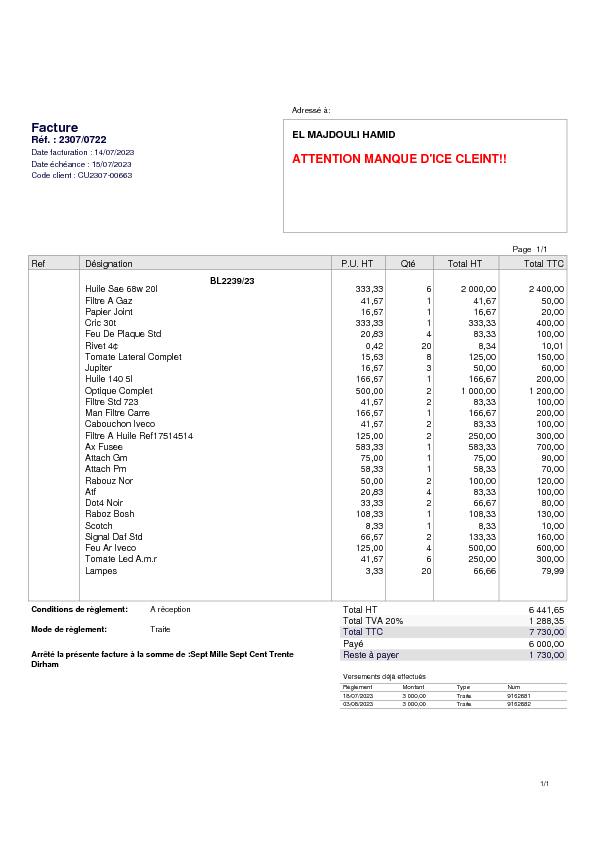 Adressé à:
Facture
Réf. : 2307/0722
Date facturation : 14/07/2023
Date échéance : 15/07/2023
Code client : CU2307-00663
EL MAJDOULI HAMID
ATTENTION MANQUE D'ICE CLEINT!!
Page 1/1
Ref Désignation P.U. HT Qté Total HT Total TTC
BL2239/23
Huile Sae 68w 20l 333,33 6 2 000,00 2 400,00
Filtre A Gaz 41,67 1 41,67 50,00
Papier Joint 16,67 1 16,67 20,00
Cric 30t 333,33 1 333,33 400,00
Feu De Plaque Std 20,83 4 83,33 100,00
Rivet 4¢ 0,42 20 8,34 10,01
Tomate Lateral Complet 15,63 8 125,00 150,00
Jupiter 16,67 3 50,00 60,00
Huile 140 5l 166,67 1 166,67 200,00
Optique Complet 500,00 2 1 000,00 1 200,00
Filtre Std 723 41,67 2 83,33 100,00
Man Filtre Carre 166,67 1 166,67 200,00
Cabouchon Iveco 41,67 2 83,33 100,00
Filtre A Huile Ref17514514 125,00 2 250,00 300,00
Ax Fusee 583,33 1 583,33 700,00
Attach Gm 75,00 1 75,00 90,00
Attach Pm 58,33 1 58,33 70,00
Rabouz Nor 50,00 2 100,00 120,00
Atf 20,83 4 83,33 100,00
Dot4 Noir 33,33 2 66,67 80,00
Raboz Bosh 108,33 1 108,33 130,00
Scotch 8,33 1 8,33 10,00
Signal Daf Std 66,67 2 133,33 160,00
Feu Ar Iveco 125,00 4 500,00 600,00
Tomate Led A.m.r 41,67 6 250,00 300,00
Lampes 3,33 20 66,66 79,99
Conditions de règlement: A réception
Mode de règlement: Traite
Arrêté la présente facture à la somme de :Sept Mille Sept Cent Trente
Dirham
Total HT 6 441,65
Total TVA 20% 1 288,35
Total TTC 7 730,00
Payé 6 000,00
Reste à payer 1 730,00
Versements déjà effectués
Règlement Montant Type Num
18/07/2023 3 000,00 Traite 9162681
03/08/2023 3 000,00 Traite 9162682
1/1